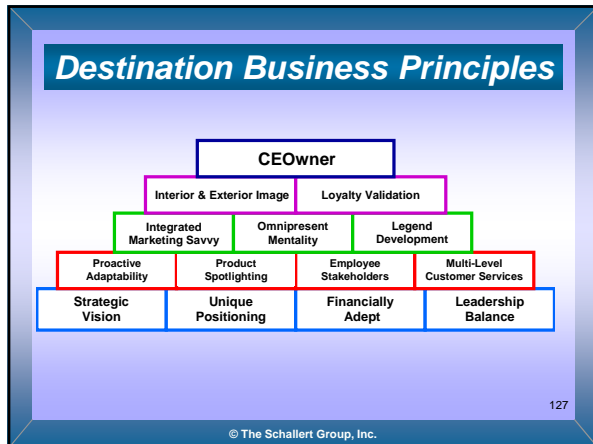 Destination Business Principles
CEOwner
Interior & Exterior Image
Loyalty Validation
Integrated
Marketing Savvy
Omnipresent
Mentality
Legend
Development
Proactive
Adaptability
Product
Spotlighting
Employee
Stakeholders
Multi-Level
Customer Services
Strategic
Vision
Unique
Positioning
Financially
Adept
Leadership
Balance
127
© The Schallert Group, Inc.